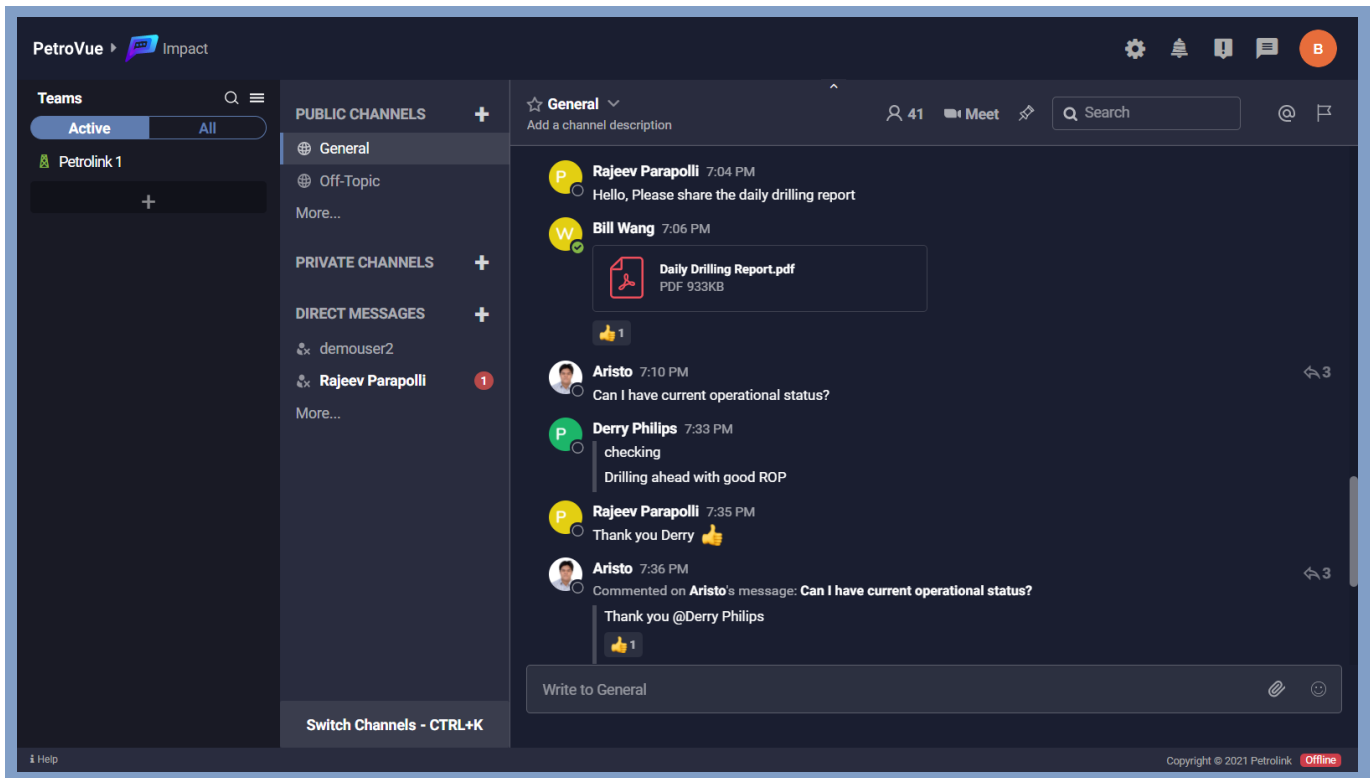 PetroVue Impact
B
Teams
Active All
Petrolink 1
+
PUBLIC CHANNELS +
General
Off-Topic
More...
PRIVATE CHANNELS +
DIRECT MESSAGES +
demouser2
Rajeev Parapolli 1
More...
Switch Channels - CTRL+K
General
Add a channel description
41 Meet Search @
P
Rajeev Parapolli 7:04 PM
Hello, Please share the daily drilling report
W
Bill Wang 7:06 PM
Daily Drilling Report.pdf
PDF 933KB
1
Aristo 7:10 PM 3
Can I have current operational status?
P
Derry Philips 7:33 PM
checking
Drilling ahead with good ROP
P
Rajeev Parapolli 7:35 PM
Thank you Derry 👍
Aristo 7:36 PM 3
Commented on Aristo's message: Can I have current operational status?
Thank you @Derry Philips
1
Write to General
i Help
Copyright © 2021 Petrolink Offline